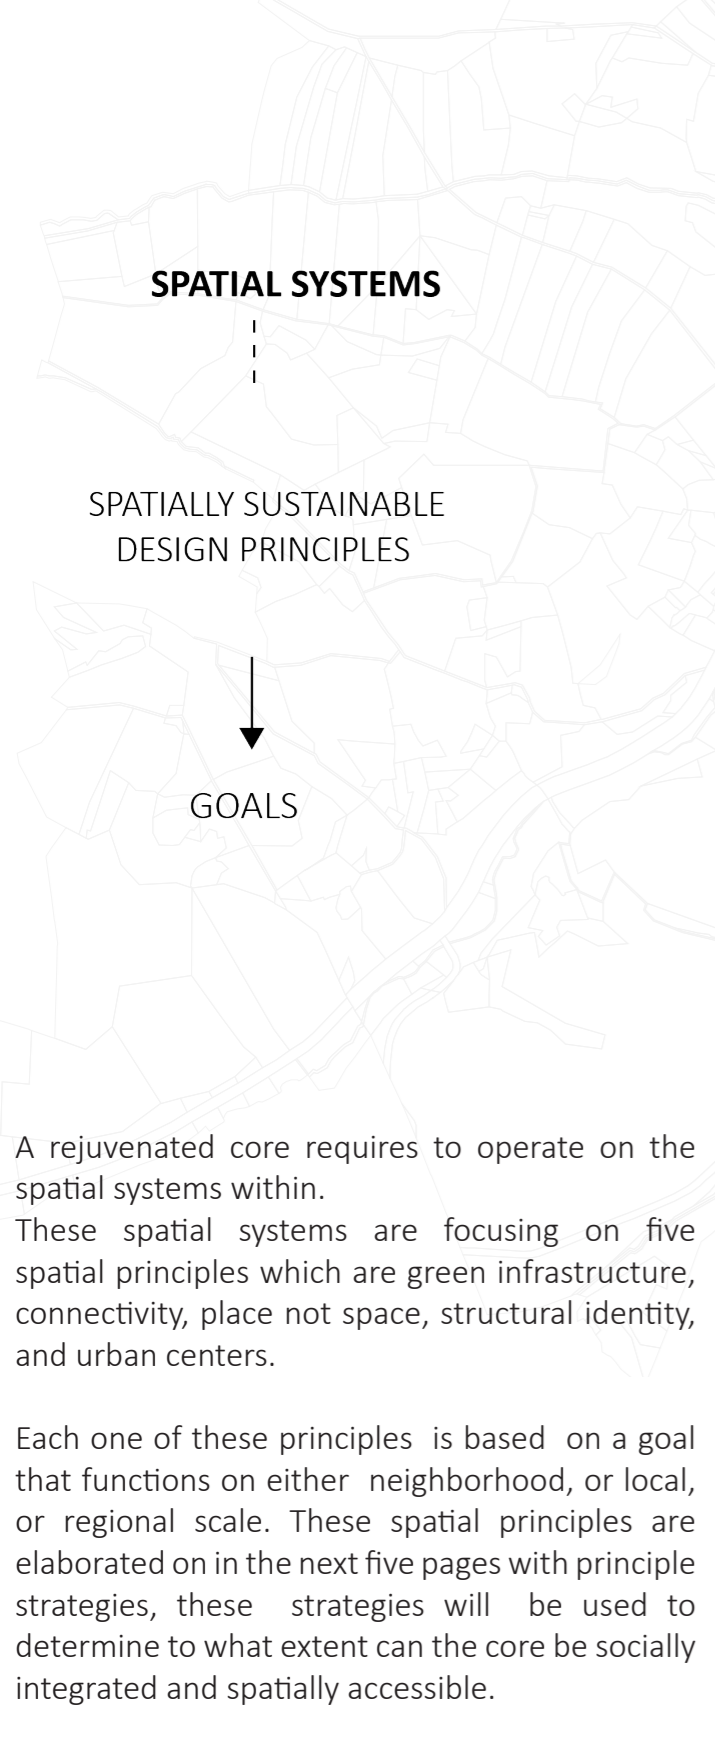 SPATIAL SYSTEMS
SPATIALLY SUSTAINABLE
DESIGN PRINCIPLES
GOALS
A rejuvenated core requires to operate on the
spatial systems within.
These spatial systems are focusing on five
spatial principles which are green infrastructure,
connectivity, place not space, structural identity,
and urban centers.
Each one of these principles is based on a goal
that functions on either neighborhood, or local,
or regional scale. These spatial principles are
elaborated on in the next five pages with principle
strategies, these strategies will be used to
determine to what extent can the core be socially
integrated and spatially accessible.